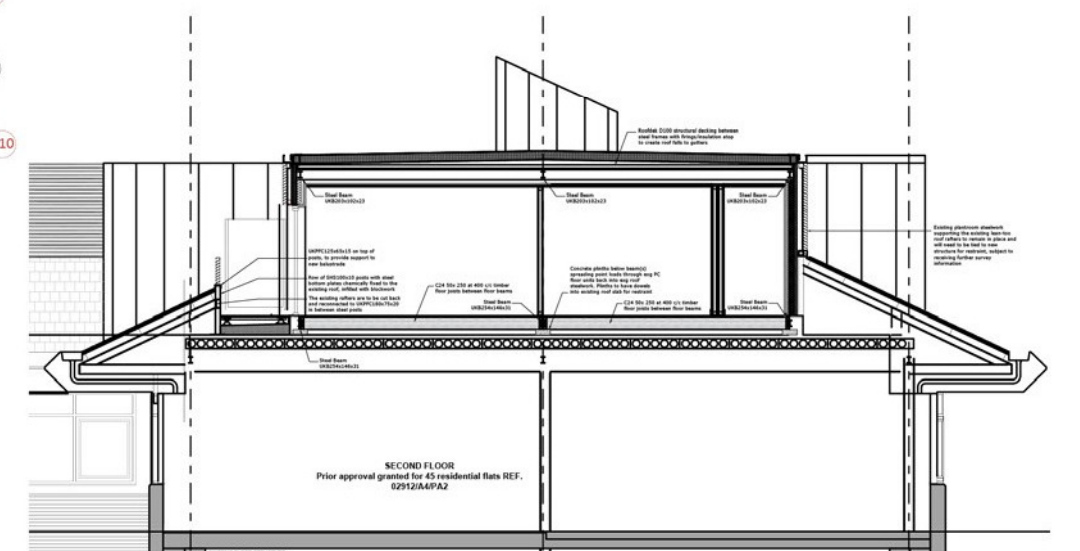 10
Roofdek D100 structural decking between
steel frames with firings/insulation atop
to create roof falls to gutters
Steel Beam
UKB203x102x23
Steel Beam
UKB203x102x23
Steel Beam
UKB203x102x23
Existing plantroom steelwork
supporting the existing lean-too
roof rafters to remain in place and
will need to be tied to new
structure for restraint, subject to
receiving further survey
information
UKPFC125x65x15 on top of
posts, to provide support to
new balustrade
Row of SHS100x10 posts with steel
bottom plates chemically fixed to the
existing roof, infilled with blockwork
The existing rafters are to be cut back
and reconnected to UKPFC180x75x20
in between steel posts
Concrete plinths below beam(s)
spreading point loads through exg PC
floor units back into exg roof
steelwork. Plinths to have dowels
into existing roof slab for restraint
C24 50x 250 at 400 c/c timber
floor joists between floor beams
Steel Beam
UKB254x146x31
C24 50x 250 at 400 c/c timber
floor joists between floor beams
Steel Beam
UKB254x146x31
Steel Beam
UKB254x146x31
SECOND FLOOR
Prior approval granted for 45 residential flats REF.
02912/A4/PA2